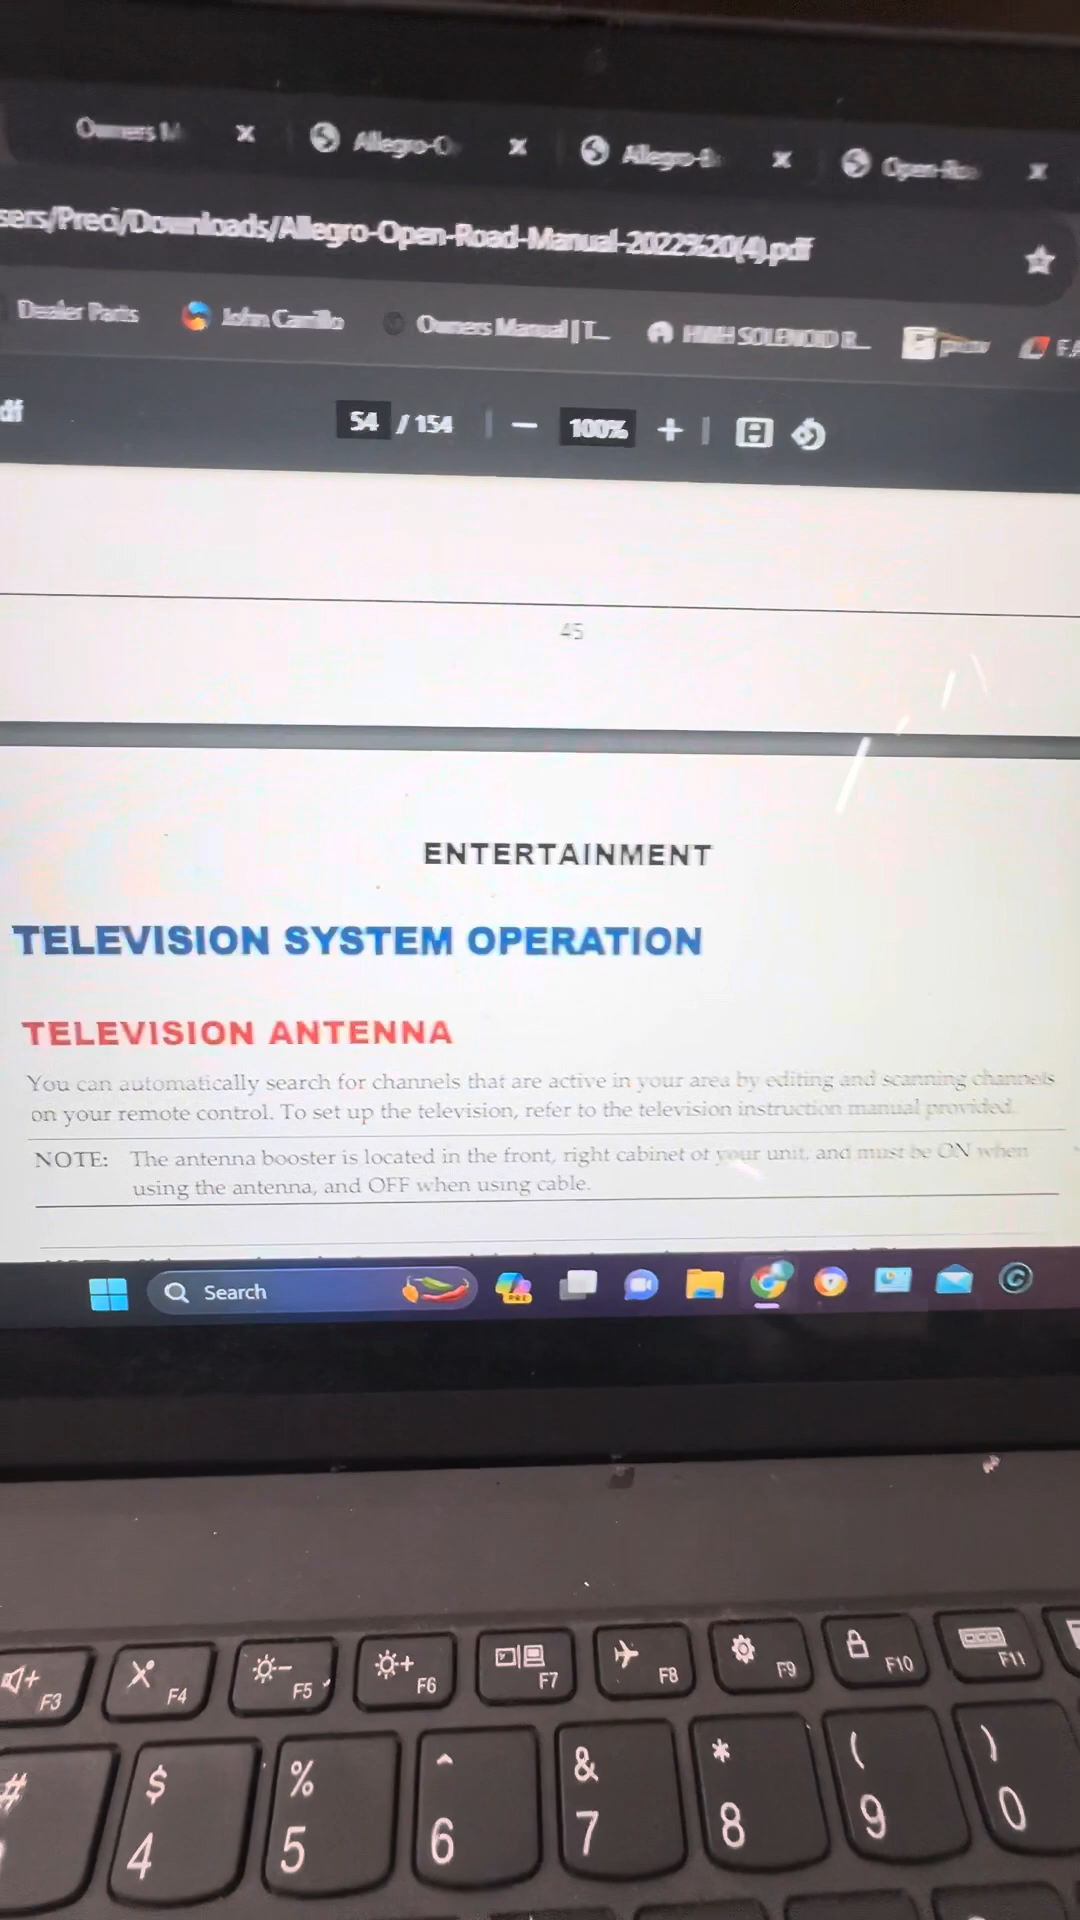 Owners M
Allegro-O
Allegro-B
Open-Roa
sers/Preci/Downloads/Allegro-Open-Road-Manual-2022%20(4).pdf
Dealer Parts
John Carrillo
Owners Manual | T...
HWH SOLENOID R...
F.A
df
54 / 154
100%
45
ENTERTAINMENT
TELEVISION SYSTEM OPERATION
TELEVISION ANTENNA
You can automatically search for channels that are active in your area by editing and scanning channels
on your remote control. To set up the television, refer to the television instruction manual provided.
NOTE: The antenna booster is located in the front, right cabinet of your unit, and must be ON when
using the antenna, and OFF when using cable.
Search
F3 F4 F5 F6 F7 F8 F9 F10 F11
# $ % ^ & * ( )
4 5 6 7 8 9 0